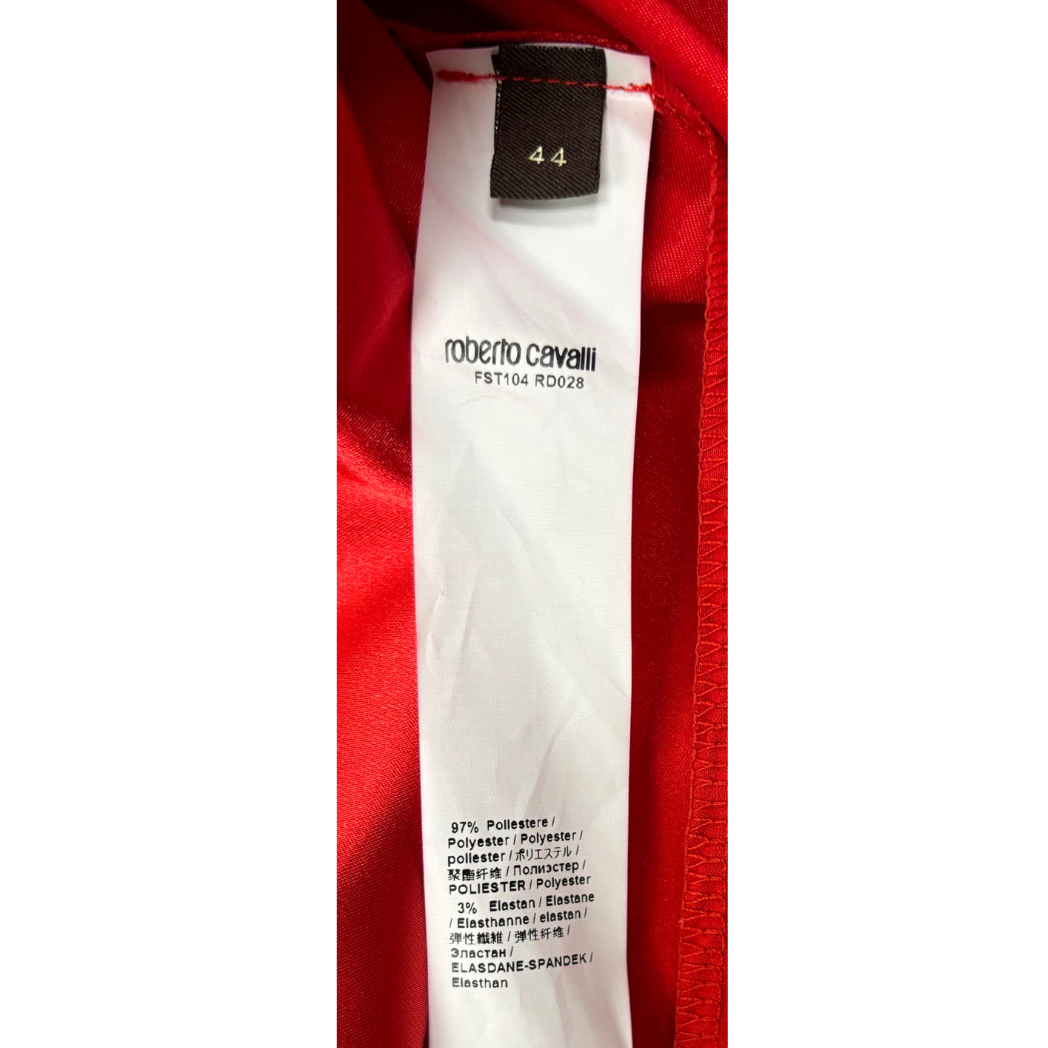 44
roberto cavalli
FST104 RD028
97% Poliestere /
Polyester / Polyester /
poliester / ポリエステル /
聚酯纤维 / Полиэстер /
POLIESTER / Polyester
3% Elastan / Elastane
/ Elasthanne / elastan /
弹性纖維 / 弹性纤维 /
Эластан /
ELASDANE-SPANDEK /
Elasthan